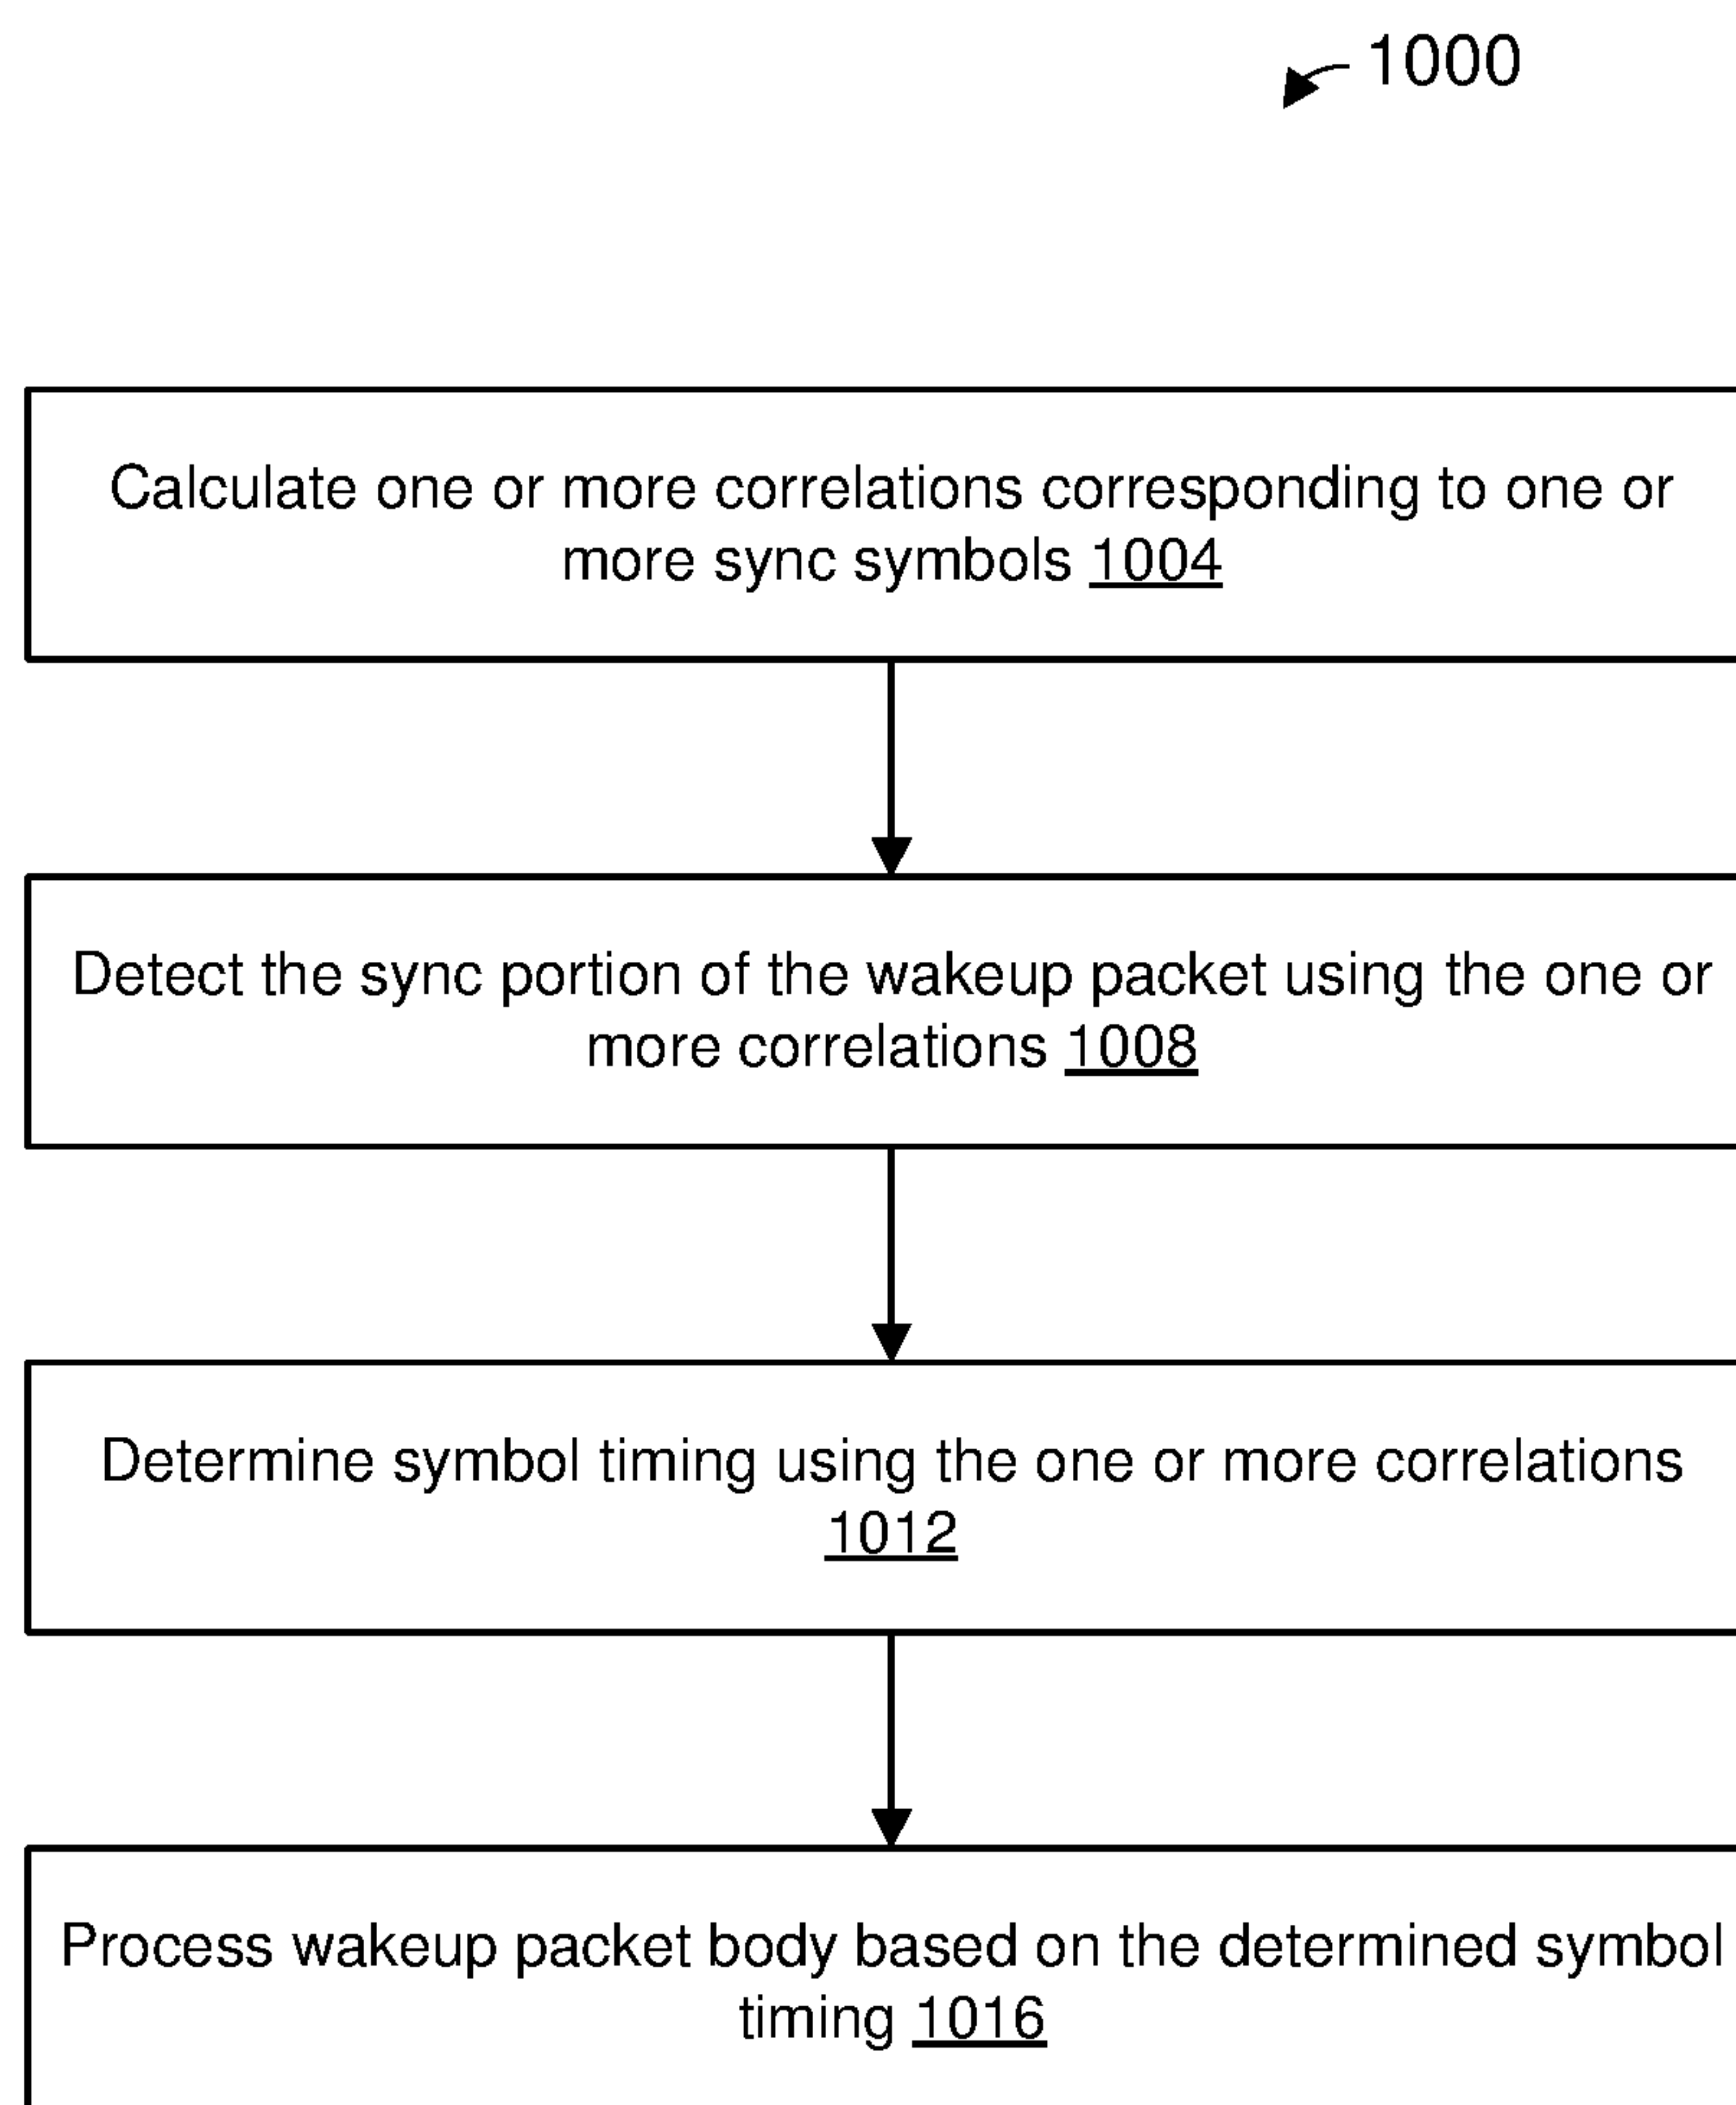 1000
Calculate one or more correlations corresponding to one or
more sync symbols 1004
Detect the sync portion of the wakeup packet using the one or
more correlations 1008
Determine symbol timing using the one or more correlations
1012
Process wakeup packet body based on the determined symbol
timing 1016